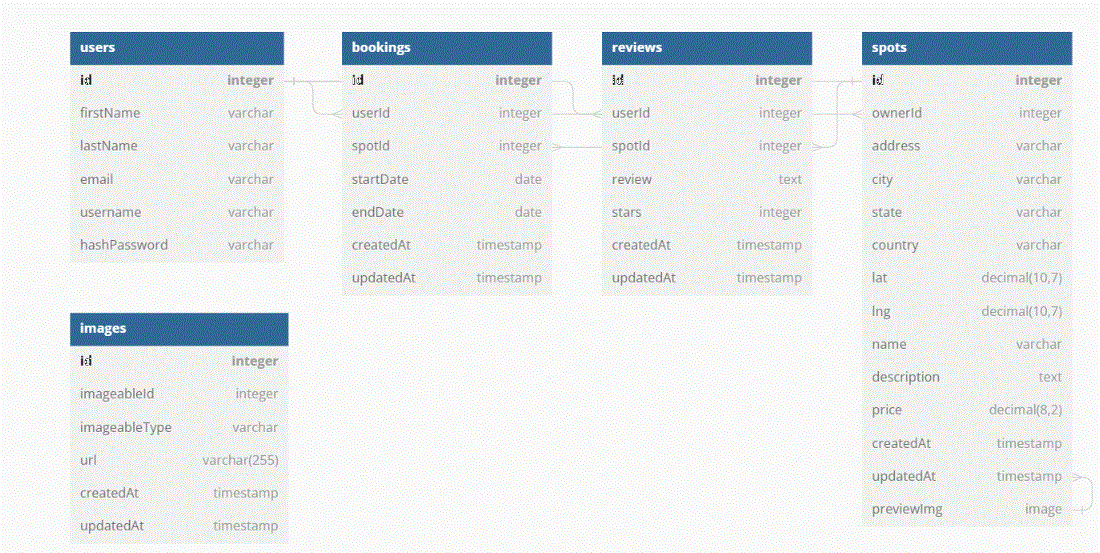 users
id integer
firstName varchar
lastName varchar
email varchar
username varchar
hashPassword varchar
bookings
id integer
userId integer
spotId integer
startDate date
endDate date
createdAt timestamp
updatedAt timestamp
reviews
id integer
userId integer
spotId integer
review text
stars integer
createdAt timestamp
updatedAt timestamp
spots
id integer
ownerId integer
address varchar
city varchar
state varchar
country varchar
lat decimal(10,7)
lng decimal(10,7)
name varchar
description text
price decimal(8,2)
createdAt timestamp
updatedAt timestamp
previewImg image
images
id integer
imageableId integer
imageableType varchar
url varchar(255)
createdAt timestamp
updatedAt timestamp